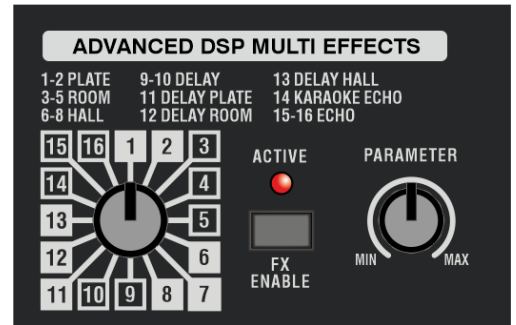 ADVANCED DSP MULTI EFFECTS
1-2 PLATE 9-10 DELAY 13 DELAY HALL
3-5 ROOM 11 DELAY PLATE 14 KARAOKE ECHO
6-8 HALL 12 DELAY ROOM 15-16 ECHO
15 16 1 2 3
14 4
13 5
12 6
11 10 9 8 7
ACTIVE
FX
ENABLE
PARAMETER
MIN MAX